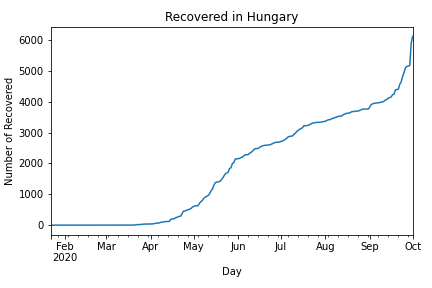 Recovered in Hungary
Number of Recovered
6000
5000
4000
3000
2000
1000
0
Feb Mar Apr May Jun Jul Aug Sep Oct
2020
Day